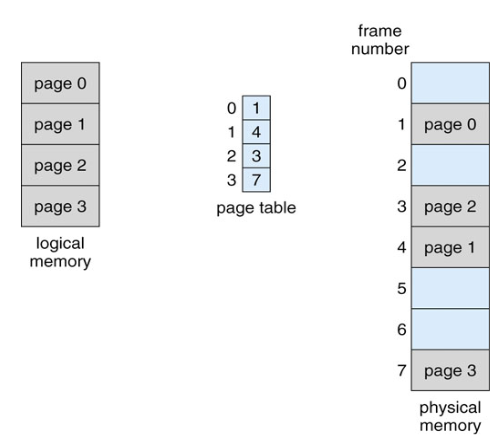 page 0
page 1
page 2
page 3
logical
memory
0 1
1 4
2 3
3 7
page table
frame
number
0
1 page 0
2
3 page 2
4 page 1
5
6
7 page 3
physical
memory